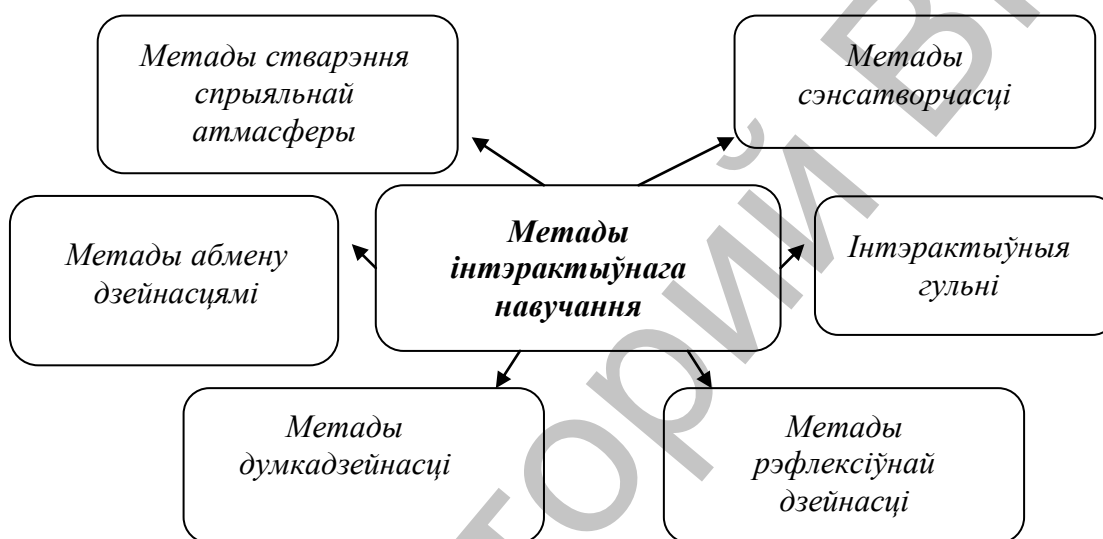 Метады стварэння
спрыяльнай
атмасферы
Метады
сэнсатворчасці
Метады абмену
дзейнасцямі
Метады
інтэрактыўнага
навучання
Інтэрактыўныя
гульні
Метады
думкадзейнасці
Метады
рэфлексіўнай
дзейнасці